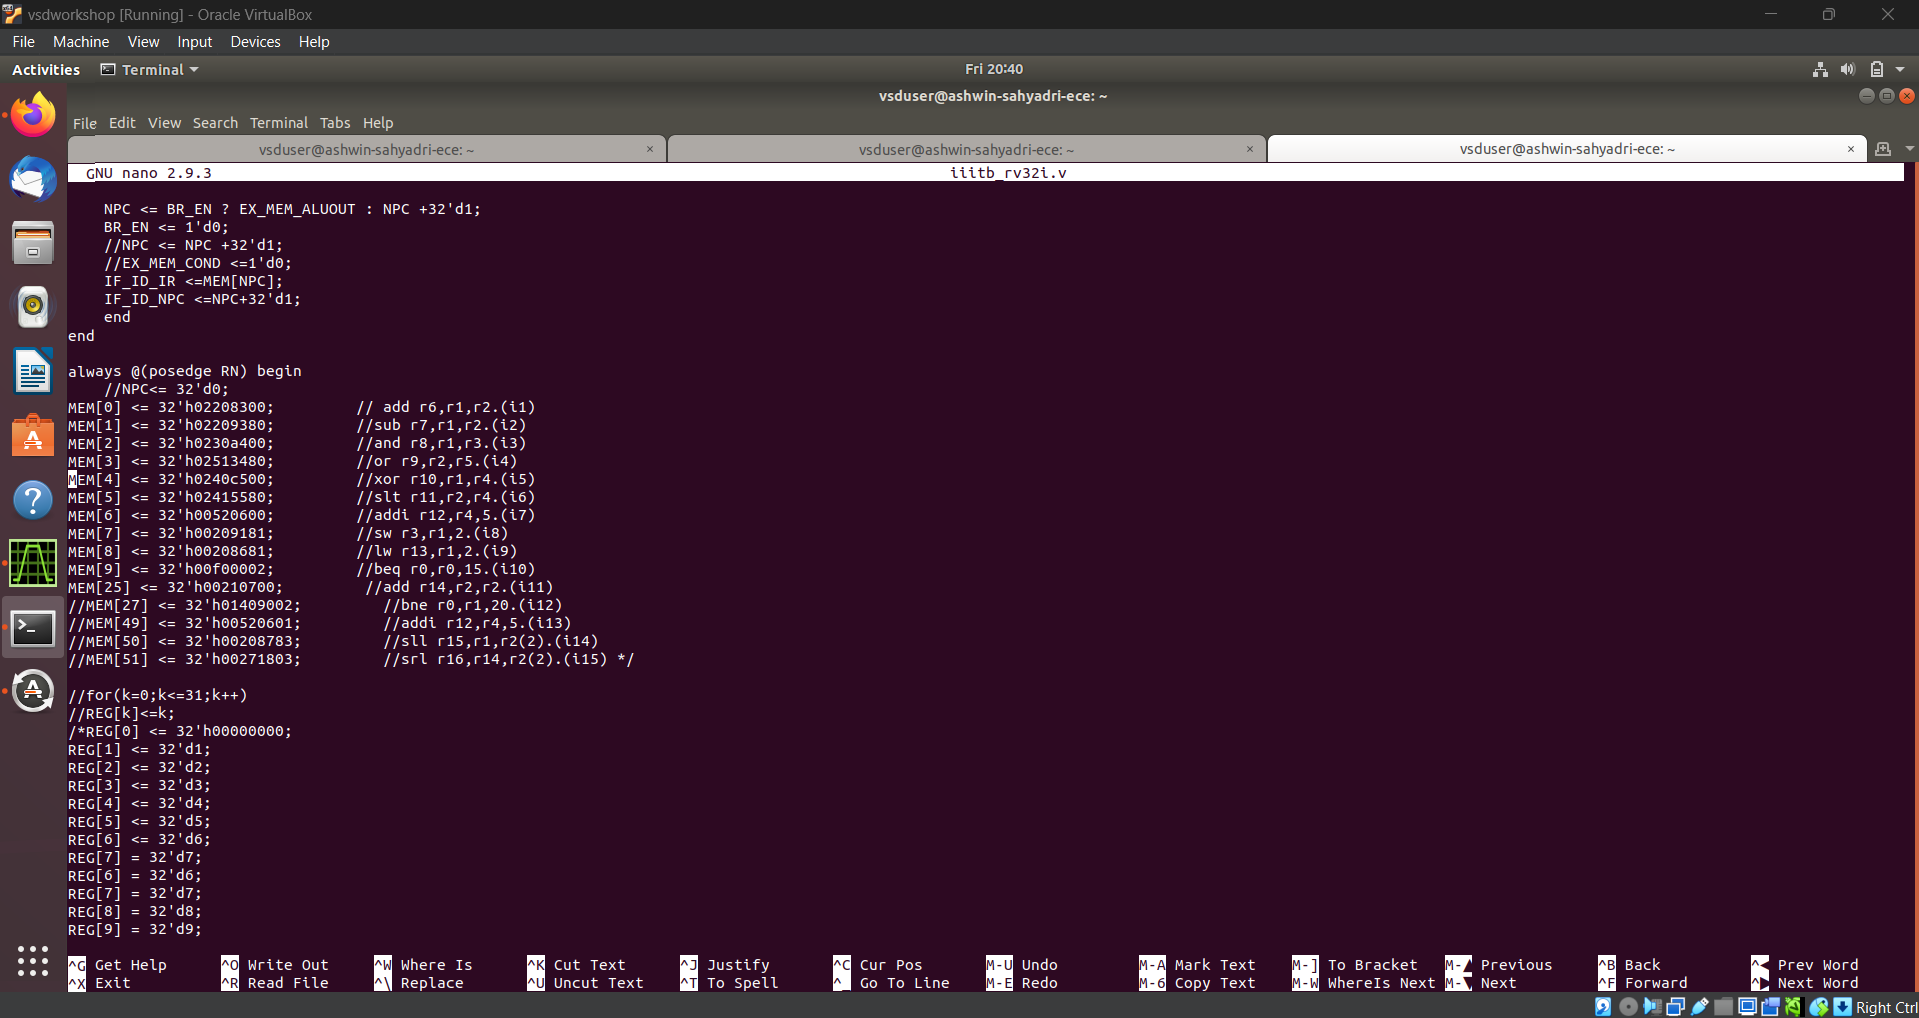 vsdworkshop [Running] - Oracle VirtualBox
File Machine View Input Devices Help
Activities Terminal Fri 20:40
vsduser@ashwin-sahyadri-ece: ~
File Edit View Search Terminal Tabs Help
vsduser@ashwin-sahyadri-ece: ~ × vsduser@ashwin-sahyadri-ece: ~ × vsduser@ashwin-sahyadri-ece: ~ ×
GNU nano 2.9.3 iiitb_rv32i.v
NPC <= BR_EN ? EX_MEM_ALUOUT : NPC +32'd1;
BR_EN <= 1'd0;
//NPC <= NPC +32'd1;
//EX_MEM_COND <=1'd0;
IF_ID_IR <=MEM[NPC];
IF_ID_NPC <=NPC+32'd1;
end
end
always @(posedge RN) begin
//NPC<= 32'd0;
MEM[0] <= 32'h02208300; // add r6,r1,r2.(i1)
MEM[1] <= 32'h02209380; //sub r7,r1,r2.(i2)
MEM[2] <= 32'h0230a400; //and r8,r1,r3.(i3)
MEM[3] <= 32'h02513480; //or r9,r2,r5.(i4)
MEM[4] <= 32'h0240c500; //xor r10,r1,r4.(i5)
MEM[5] <= 32'h02415580; //slt r11,r2,r4.(i6)
MEM[6] <= 32'h00520600; //addi r12,r4,5.(i7)
MEM[7] <= 32'h00209181; //sw r3,r1,2.(i8)
MEM[8] <= 32'h00208681; //lw r13,r1,2.(i9)
MEM[9] <= 32'h00f00002; //beq r0,r0,15.(i10)
MEM[25] <= 32'h00210700; //add r14,r2,r2.(i11)
//MEM[27] <= 32'h01409002; //bne r0,r1,20.(i12)
//MEM[49] <= 32'h00520601; //addi r12,r4,5.(i13)
//MEM[50] <= 32'h00208783; //sll r15,r1,r2(2).(i14)
//MEM[51] <= 32'h00271803; //srl r16,r14,r2(2).(i15) */
//for(k=0;k<=31;k++)
//REG[k]<=k;
/*REG[0] <= 32'h00000000;
REG[1] <= 32'd1;
REG[2] <= 32'd2;
REG[3] <= 32'd3;
REG[4] <= 32'd4;
REG[5] <= 32'd5;
REG[6] <= 32'd6;
REG[7] = 32'd7;
REG[6] = 32'd6;
REG[7] = 32'd7;
REG[8] = 32'd8;
REG[9] = 32'd9;
^G Get Help ^O Write Out ^W Where Is ^K Cut Text ^J Justify ^C Cur Pos M-U Undo M-A Mark Text M-] To Bracket M-▲ Previous ^B Back ^◀ Prev Word
^X Exit ^R Read File ^\ Replace ^U Uncut Text ^T To Spell ^_ Go To Line M-E Redo M-6 Copy Text M-W WhereIs Next M-▼ Next ^F Forward ^▶ Next Word
Right Ctrl